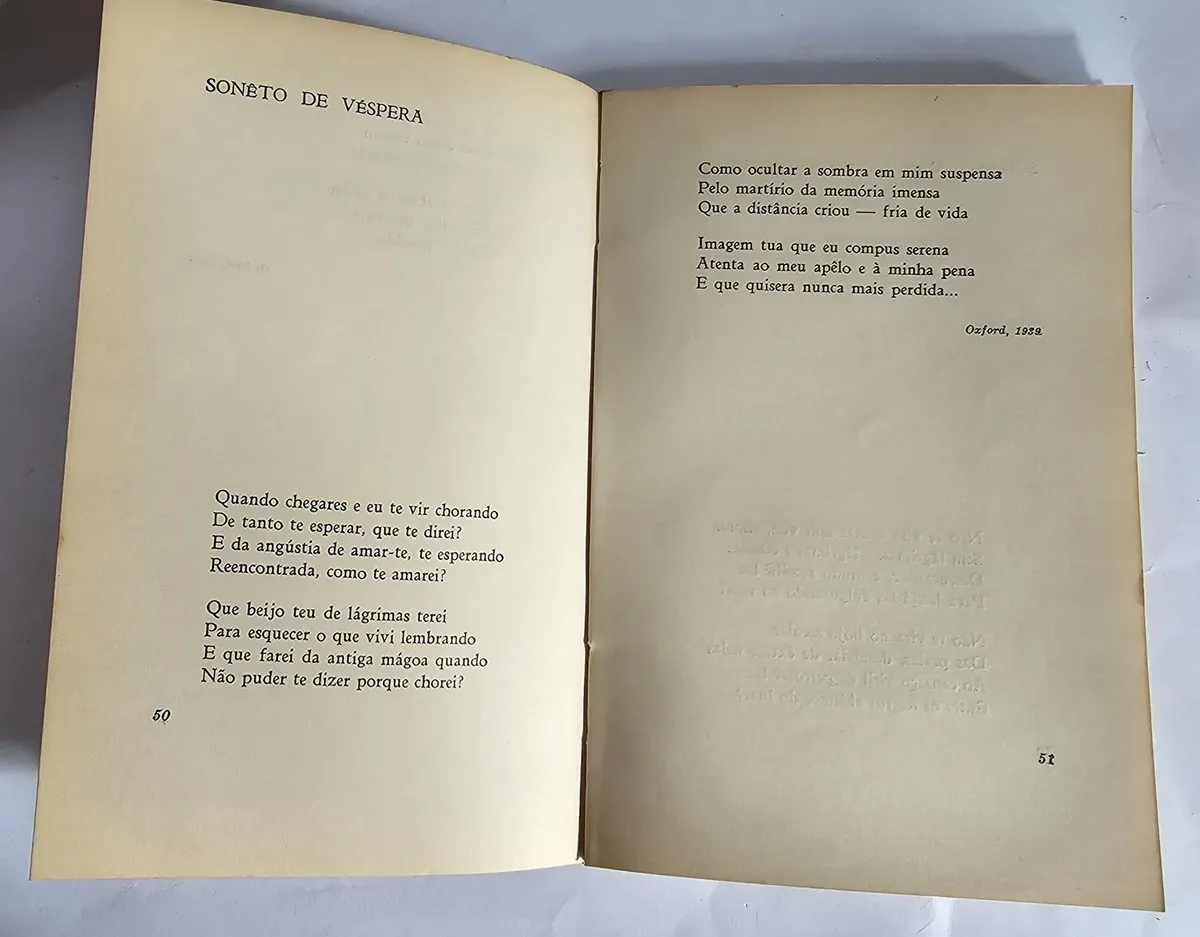 SONÊTO DE VÉSPERA
Quando chegares e eu te vir chorando
De tanto te esperar, que te direi?
E da angústia de amar-te, te esperando
Reencontrada, como te amarei?
Que beijo teu de lágrimas terei
Para esquecer o que vivi lembrando
E que farei da antiga mágoa quando
Não puder te dizer porque chorei?
50
Como ocultar a sombra em mim suspensa
Pelo martírio da memória imensa
Que a distância criou — fria de vida
Imagem tua que eu compus serena
Atenta ao meu apêlo e à minha pena
E que quisera nunca mais perdida...
Oxford, 1939
51